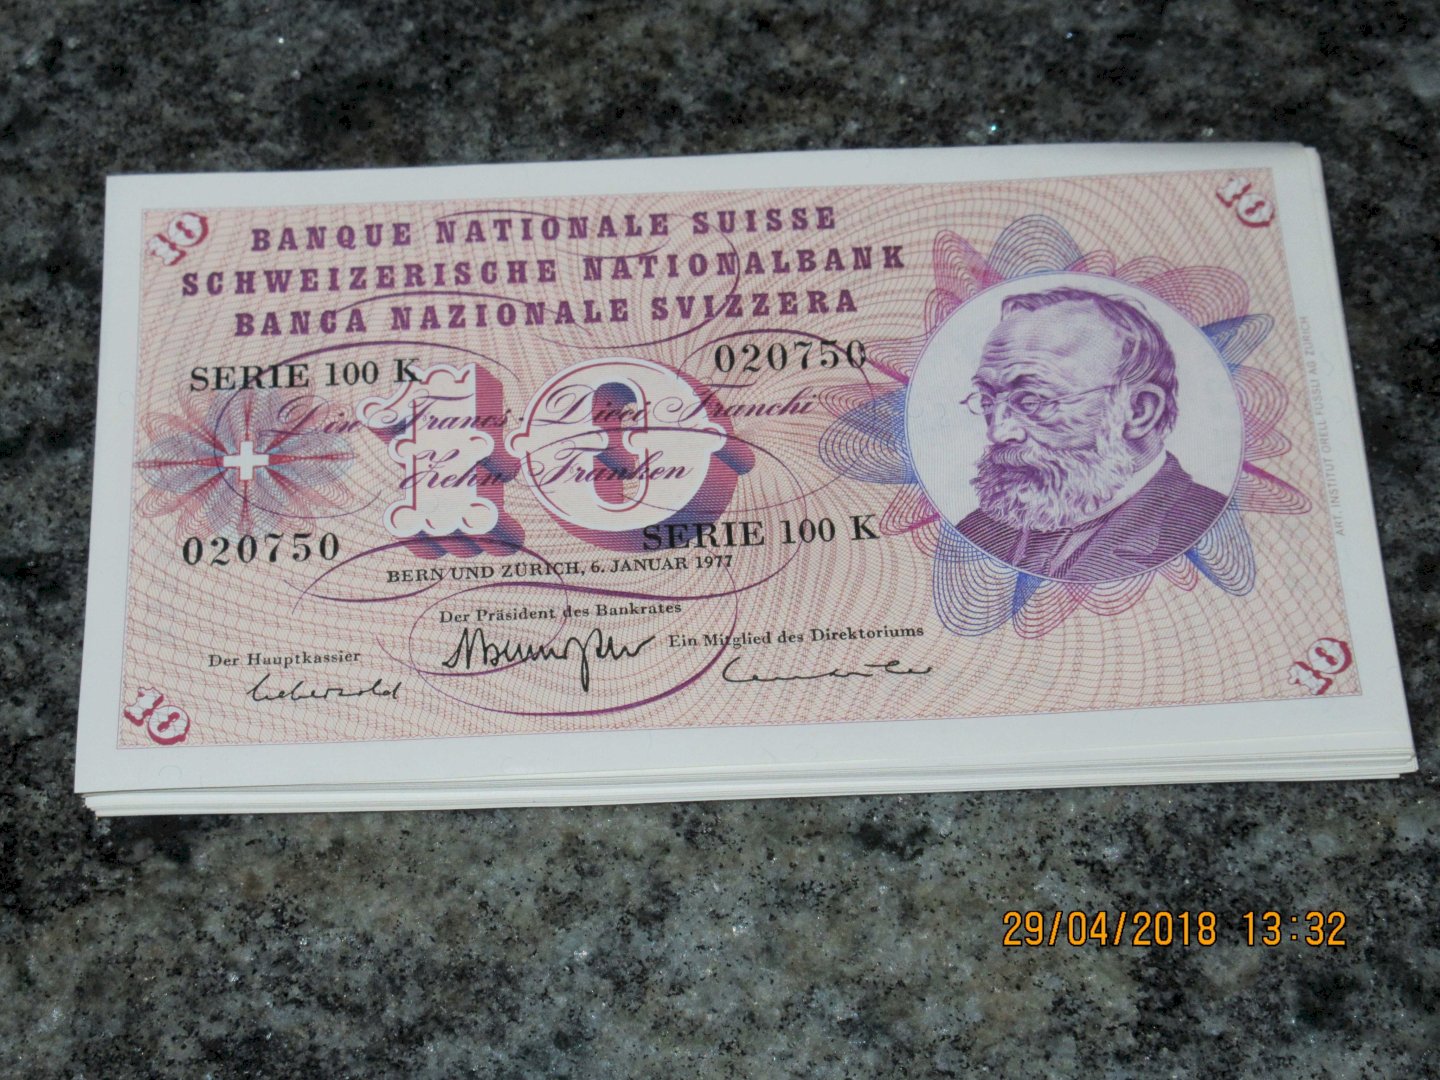 10
10
BANQUE NATIONALE SUISSE
SCHWEIZERISCHE NATIONALBANK
BANCA NAZIONALE SVIZZERA
SERIE 100 K
020750
10
Dix Francs · Dieci Franchi
Zehn Franken
020750
SERIE 100 K
BERN UND ZÜRICH, 6. JANUAR 1977
Der Präsident des Bankrates
Der Hauptkassier
Ein Mitglied des Direktoriums
10
10
ART. INSTITUT ORELL FÜSSLI AG ZÜRICH
29/04/2018 13:32